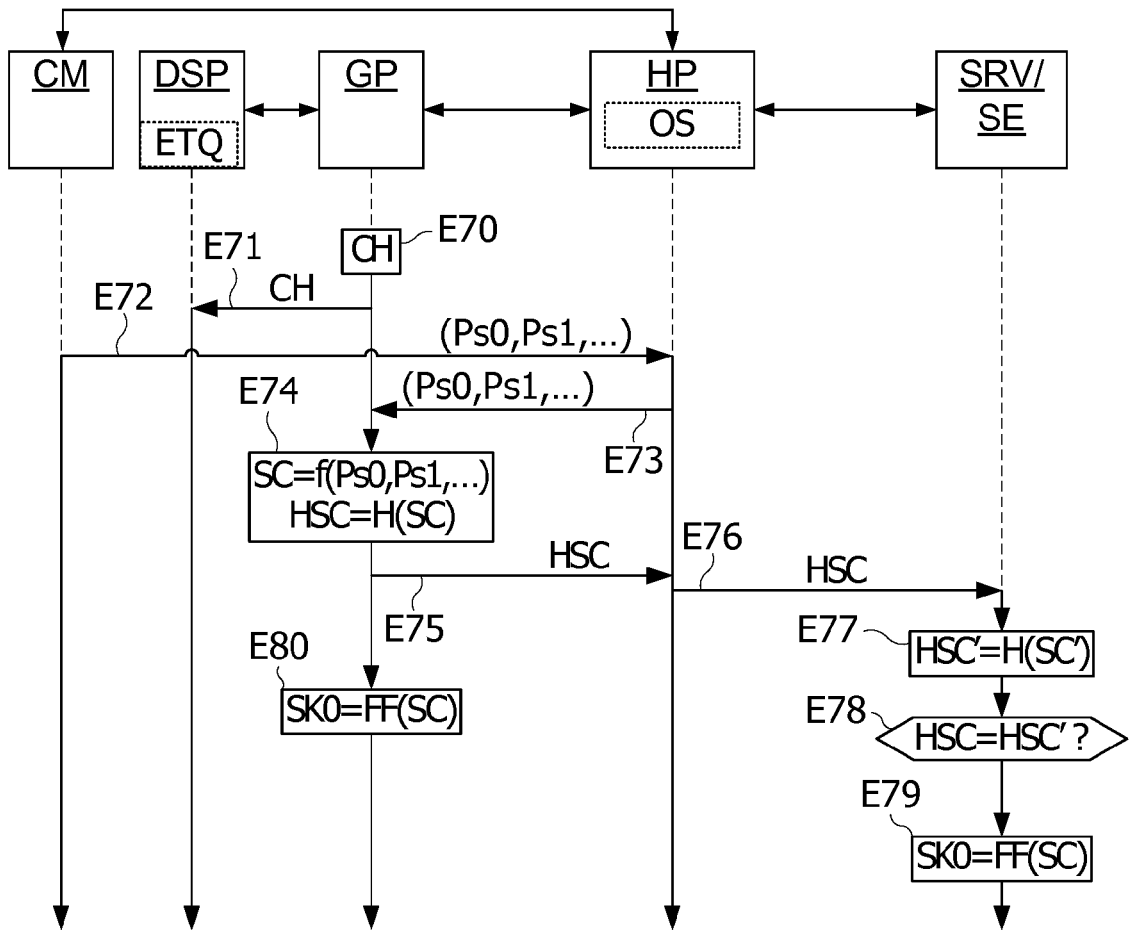 CM
DSP
ETQ
GP
HP
OS
SRV/
SE
E70
CH
E71
CH
E72
(Ps0,Ps1,...)
(Ps0,Ps1,...)
E73
E74
SC=f(Ps0,Ps1,...)
HSC=H(SC)
HSC
E75
E76
HSC
E77
HSC'=H(SC')
E80
SK0=FF(SC)
E78
HSC=HSC'?
E79
SK0=FF(SC)